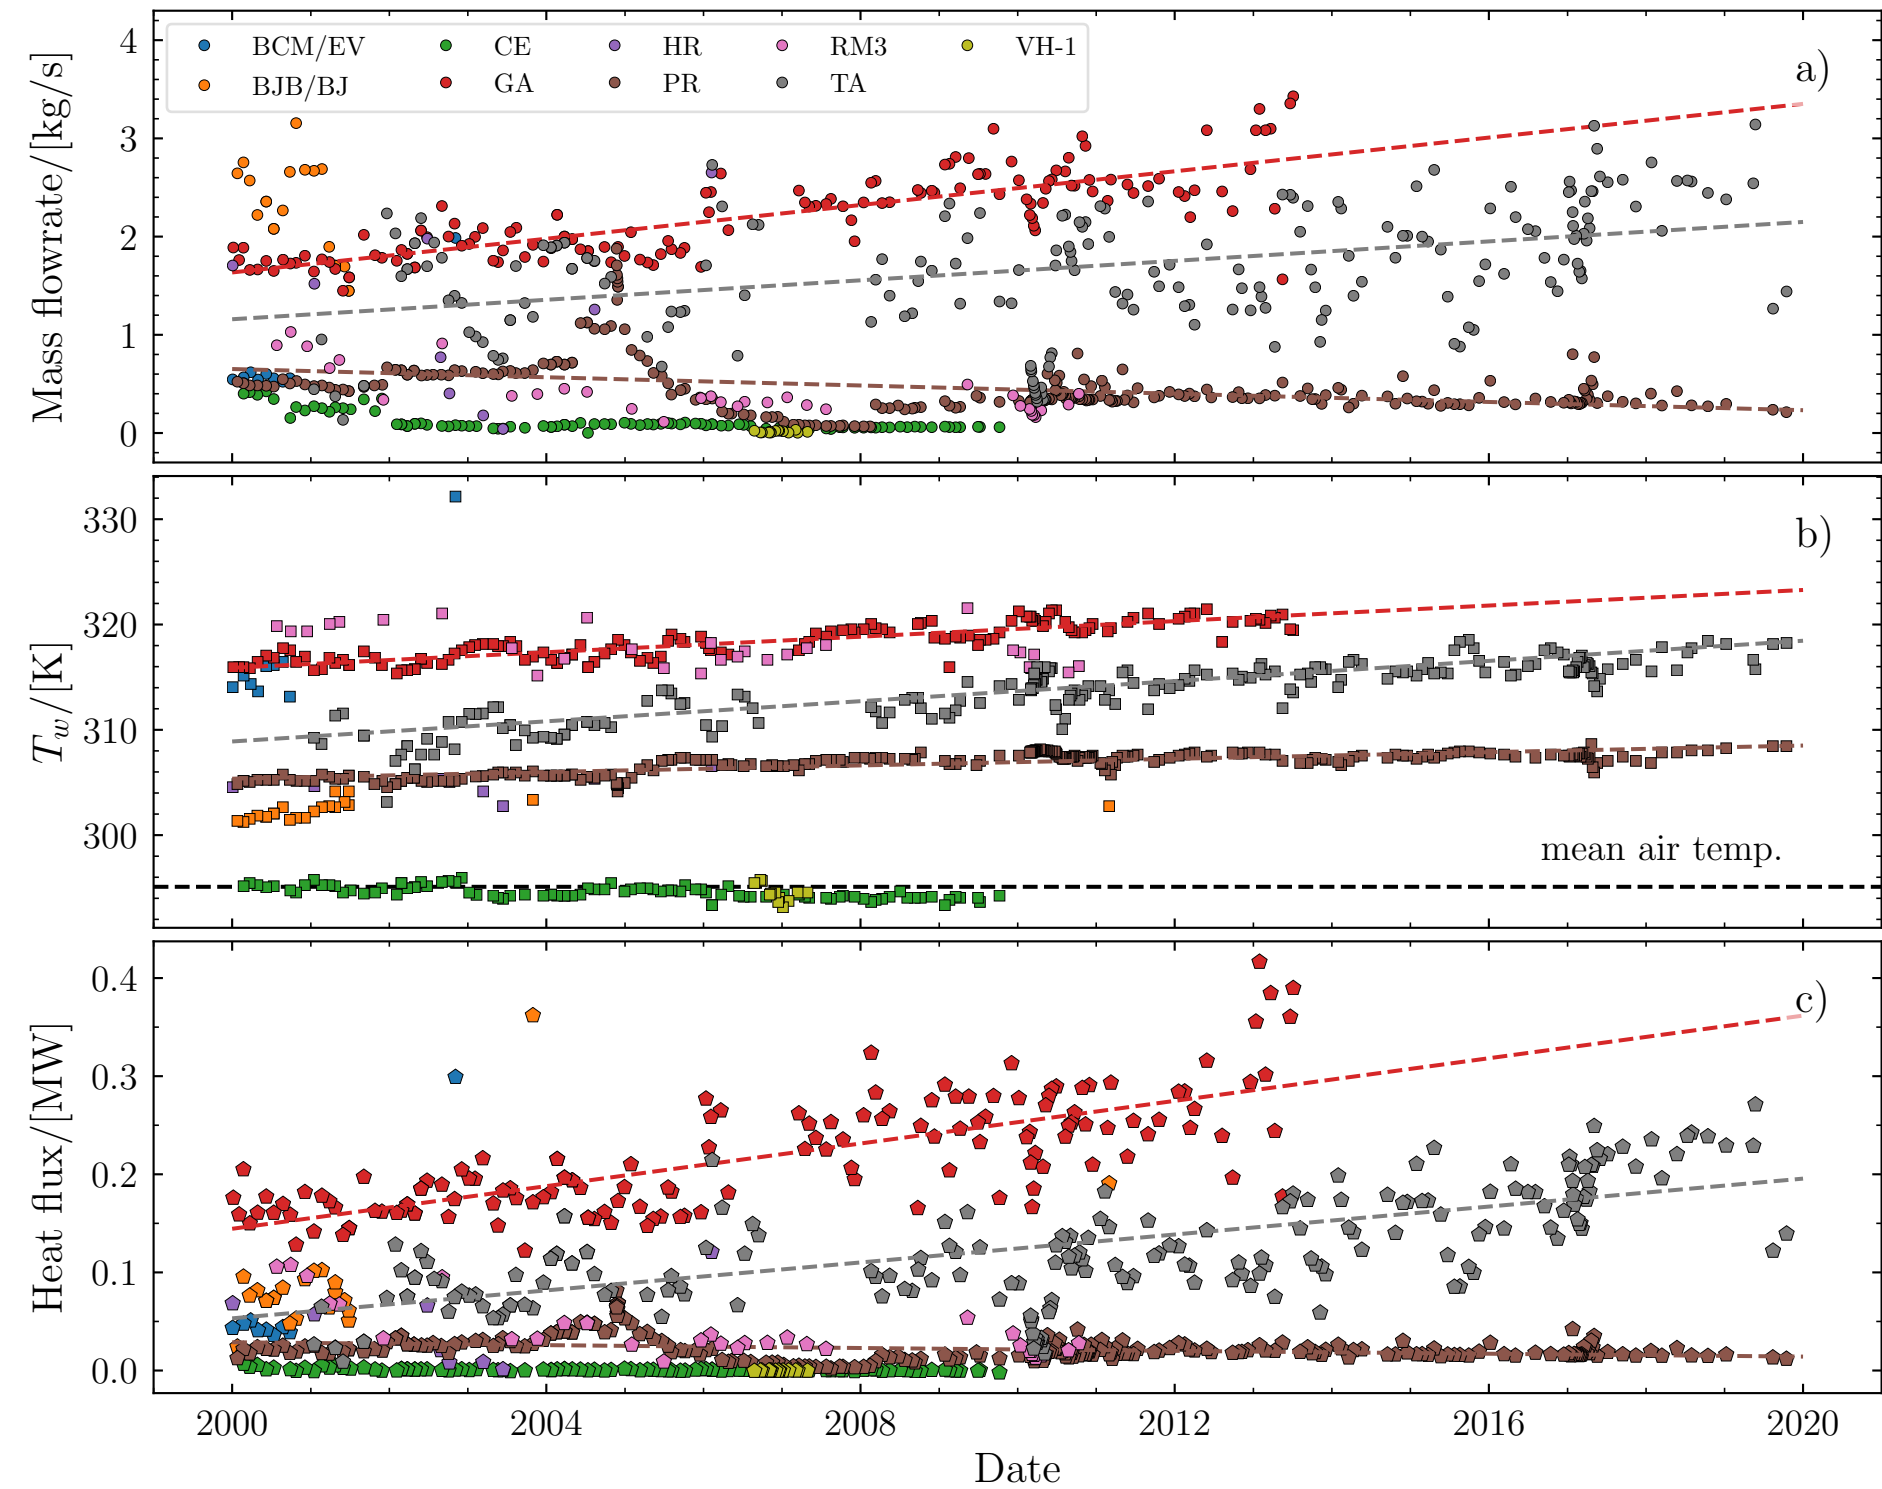 Mass flowrate/[kg/s]
4
3
2
1
0
BCM/EV CE HR RM3 VH-1
BJB/BJ GA PR TA
a)
T_w/[K]
330
320
310
300
b)
mean air temp.
Heat flux/[MW]
0.4
0.3
0.2
0.1
0.0
c)
2000 2004 2008 2012 2016 2020
Date